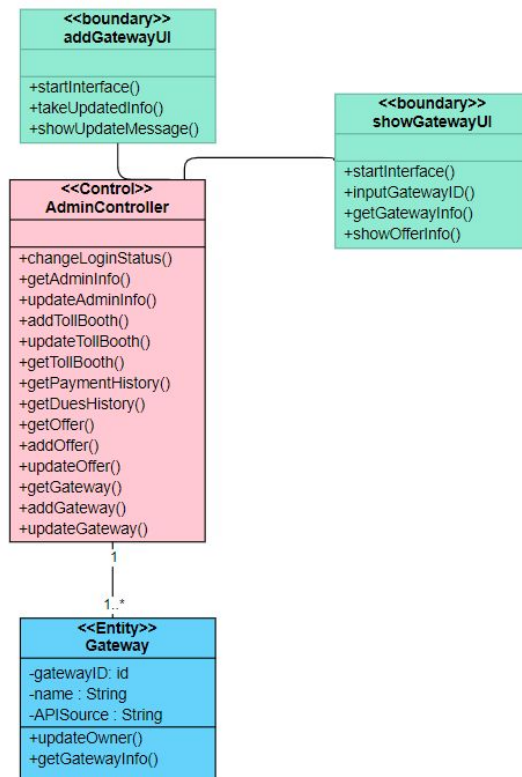 <<boundary>>
addGatewayUI
+startInterface()
+takeUpdatedInfo()
+showUpdateMessage()
<<boundary>>
showGatewayUI
+startInterface()
+inputGatewayID()
+getGatewayInfo()
+showOfferInfo()
<<Control>>
AdminController
+changeLoginStatus()
+getAdminInfo()
+updateAdminInfo()
+addTollBooth()
+updateTollBooth()
+getTollBooth()
+getPaymentHistory()
+getDuesHistory()
+getOffer()
+addOffer()
+updateOffer()
+getGateway()
+addGateway()
+updateGateway()
1
1..*
<<Entity>>
Gateway
-gatewayID: id
-name : String
-APISource : String
+updateOwner()
+getGatewayInfo()